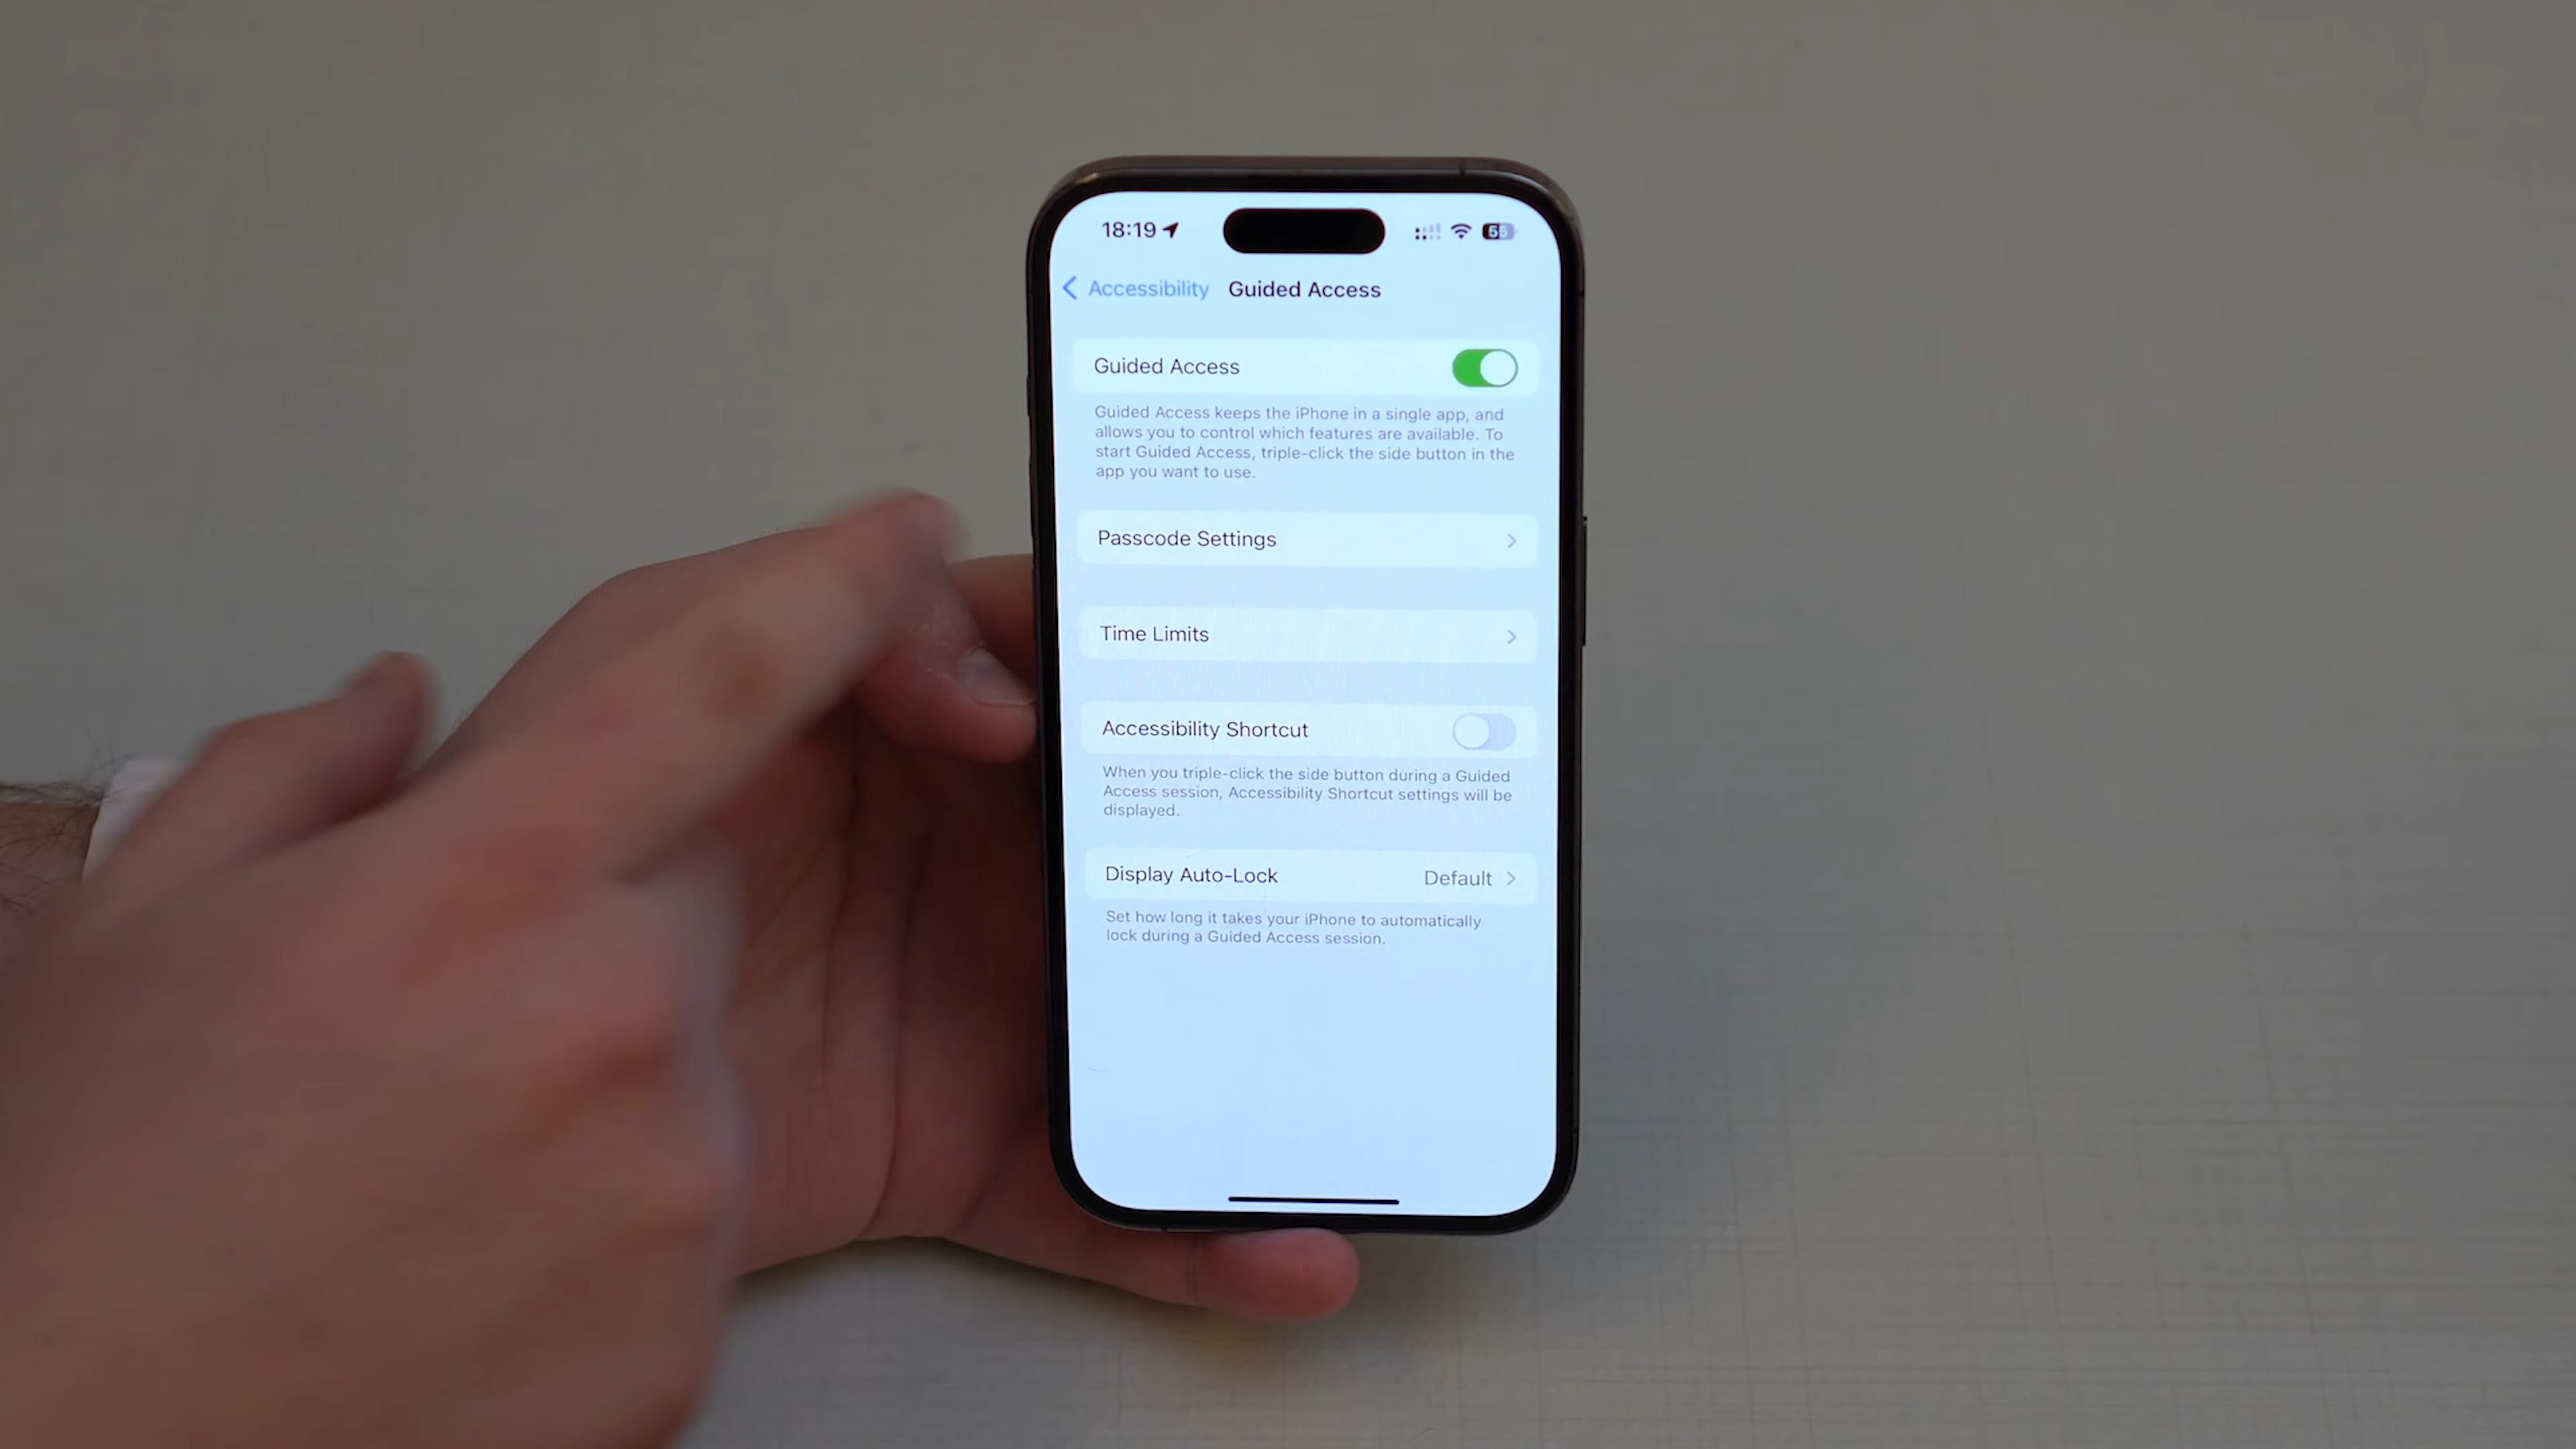 18:19
55
Accessibility
Guided Access
Guided Access
Guided Access keeps the iPhone in a single app, and
allows you to control which features are available. To
start Guided Access, triple-click the side button in the
app you want to use.
Passcode Settings
Time Limits
Accessibility Shortcut
When you triple-click the side button during a Guided
Access session, Accessibility Shortcut settings will be
displayed.
Display Auto-Lock
Default
Set how long it takes your iPhone to automatically
lock during a Guided Access session.